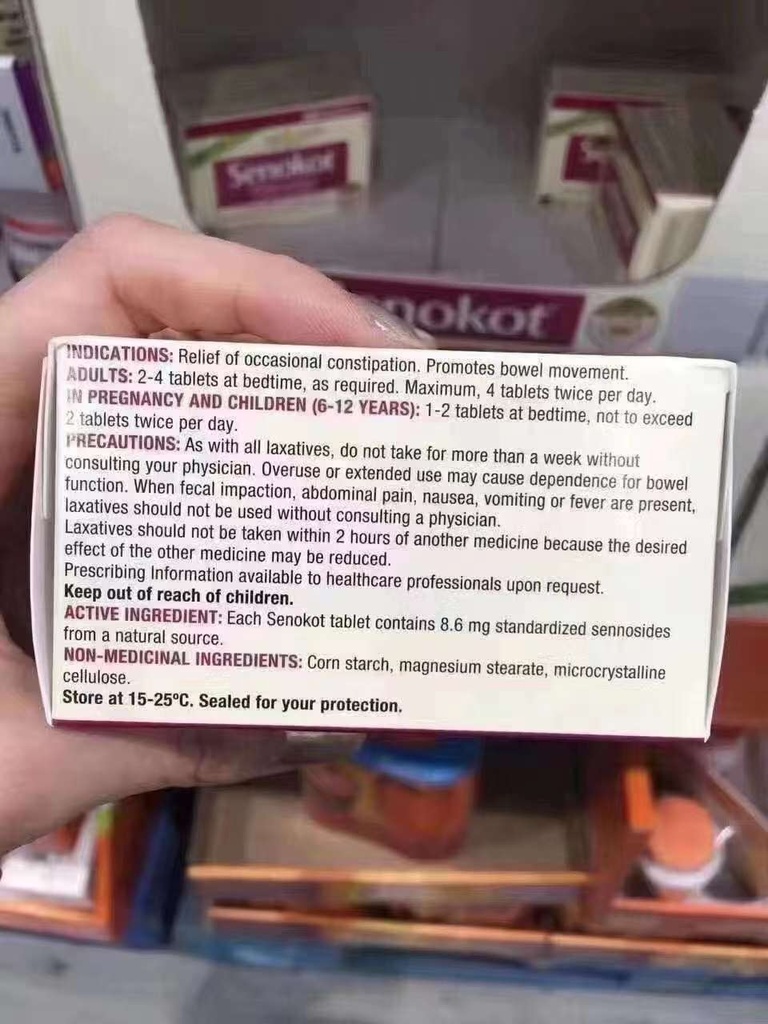 Senokot
nokot
INDICATIONS: Relief of occasional constipation. Promotes bowel movement.
ADULTS: 2-4 tablets at bedtime, as required. Maximum, 4 tablets twice per day.
IN PREGNANCY AND CHILDREN (6-12 YEARS): 1-2 tablets at bedtime, not to exceed
2 tablets twice per day.
PRECAUTIONS: As with all laxatives, do not take for more than a week without
consulting your physician. Overuse or extended use may cause dependence for bowel
function. When fecal impaction, abdominal pain, nausea, vomiting or fever are present,
laxatives should not be used without consulting a physician.
Laxatives should not be taken within 2 hours of another medicine because the desired
effect of the other medicine may be reduced.
Prescribing Information available to healthcare professionals upon request.
Keep out of reach of children.
ACTIVE INGREDIENT: Each Senokot tablet contains 8.6 mg standardized sennosides
from a natural source.
NON-MEDICINAL INGREDIENTS: Corn starch, magnesium stearate, microcrystalline
cellulose.
Store at 15-25ºC. Sealed for your protection.